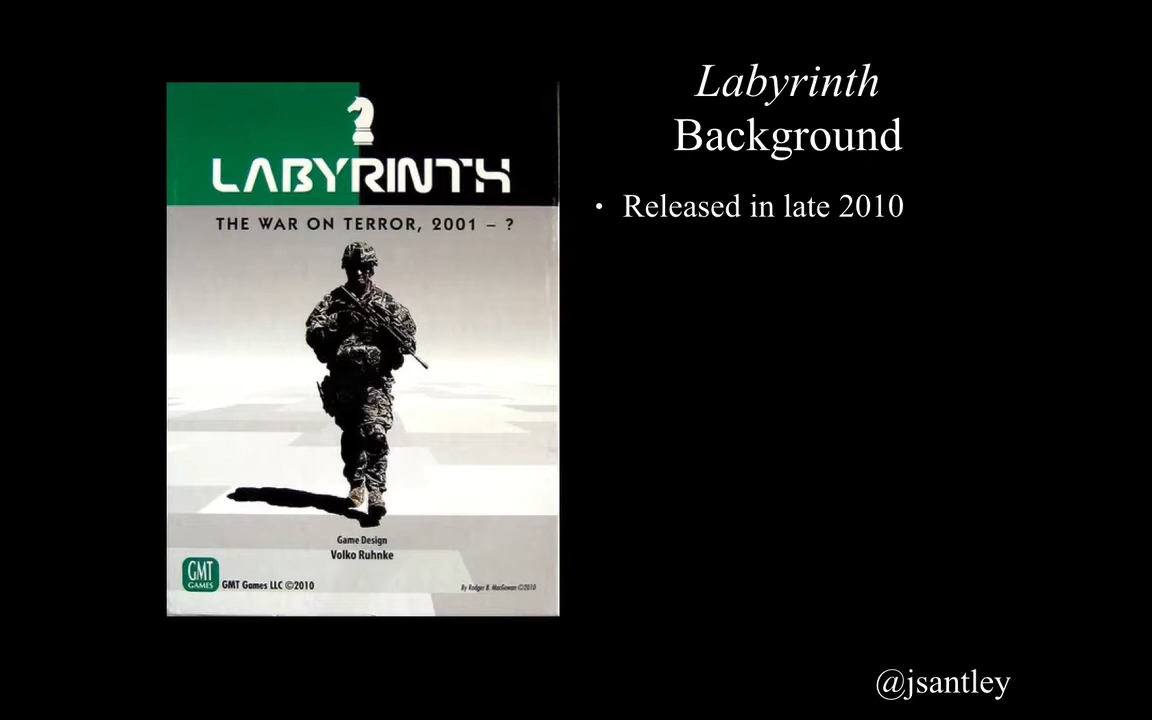 Labyrinth
Background
• Released in late 2010
LABYRINTH
THE WAR ON TERROR, 2001 – ?
Game Design
Volko Ruhnke
GMT
GAMES
GMT Games LLC ©2010
By Rodger B. MacGowan ©2010
@jsantley